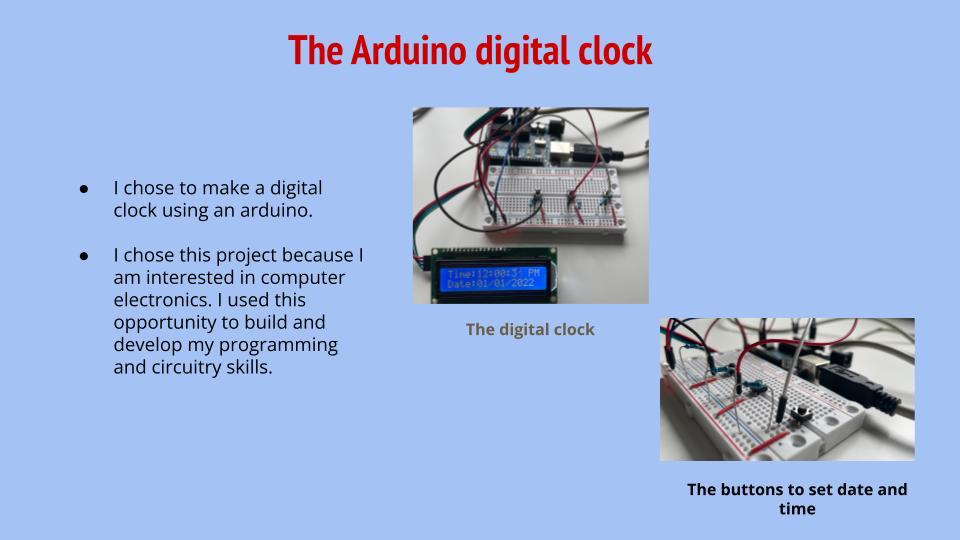 The Arduino digital clock
● I chose to make a digital
clock using an arduino.
● I chose this project because I
am interested in computer
electronics. I used this
opportunity to build and
develop my programming
and circuitry skills.
Time:12:00:3 PM
Date:01/01/2022
The digital clock
The buttons to set date and
time